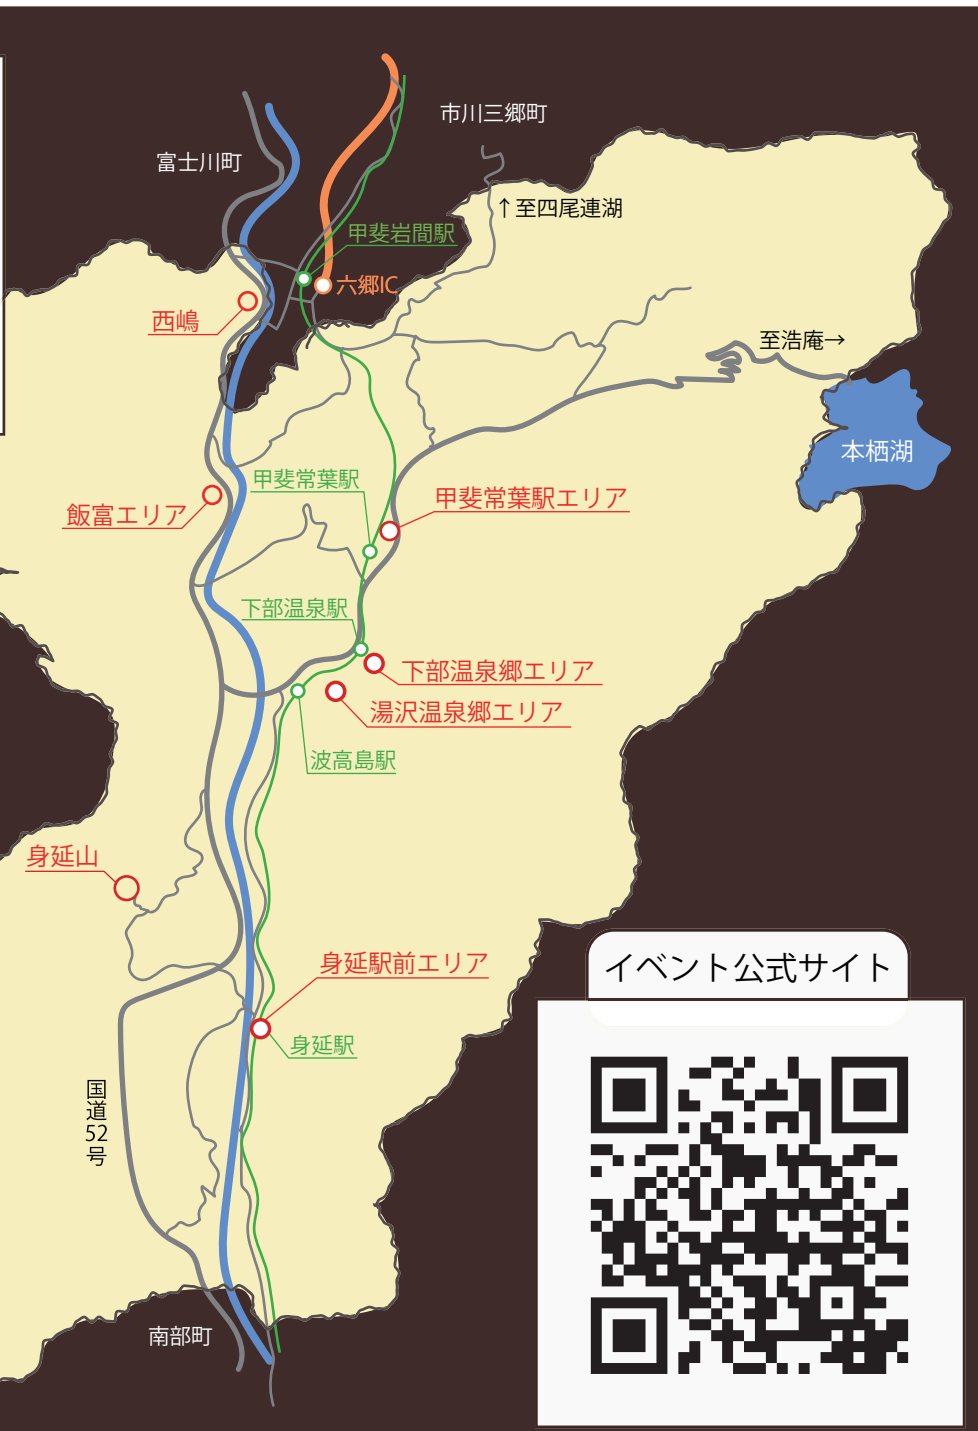 市川三郷町
富士川町
↑至四尾連湖
甲斐岩間駅
六郷IC
西嶋
至浩庵→
本栖湖
甲斐常葉駅
甲斐常葉駅エリア
飯富エリア
下部温泉駅
下部温泉郷エリア
湯沢温泉郷エリア
波高島駅
身延山
身延駅前エリア
イベント公式サイト
身延駅
国道52号
南部町